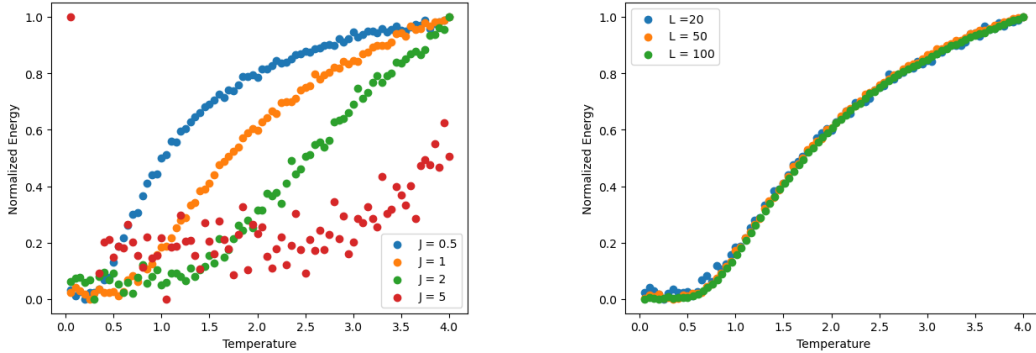 1.0
0.8
0.6
0.4
0.2
0.0
Normalized Energy
0.0 0.5 1.0 1.5 2.0 2.5 3.0 3.5 4.0
Temperature
J = 0.5
J = 1
J = 2
J = 5
1.0
0.8
0.6
0.4
0.2
0.0
Normalized Energy
0.0 0.5 1.0 1.5 2.0 2.5 3.0 3.5 4.0
Temperature
L =20
L = 50
L = 100